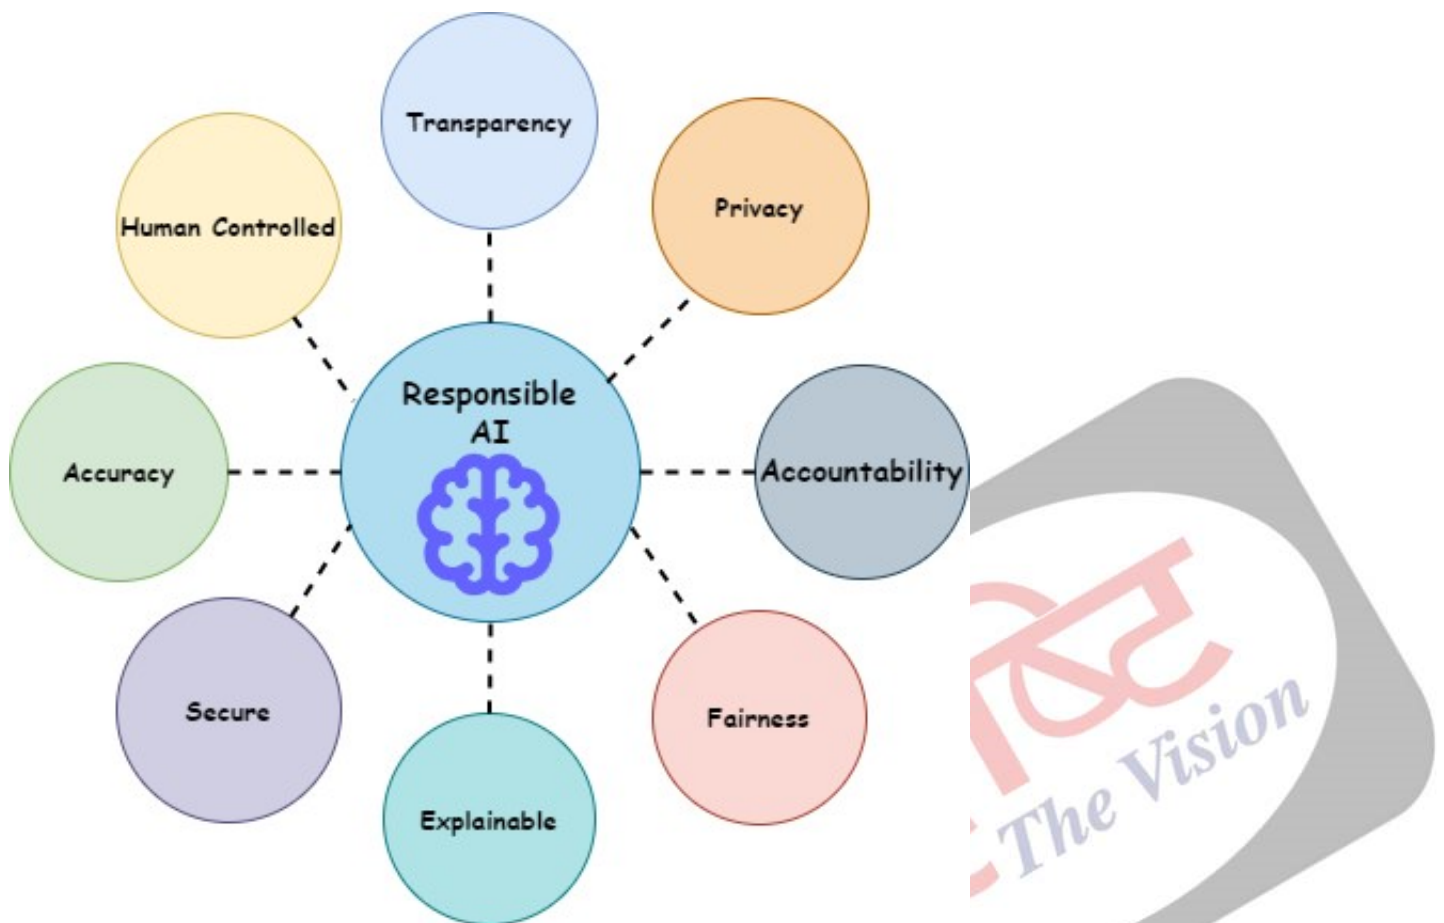 Transparency
Privacy
Human Controlled
Responsible
AI
Accuracy
Accountability
Secure
Fairness
Explainable
The Vision